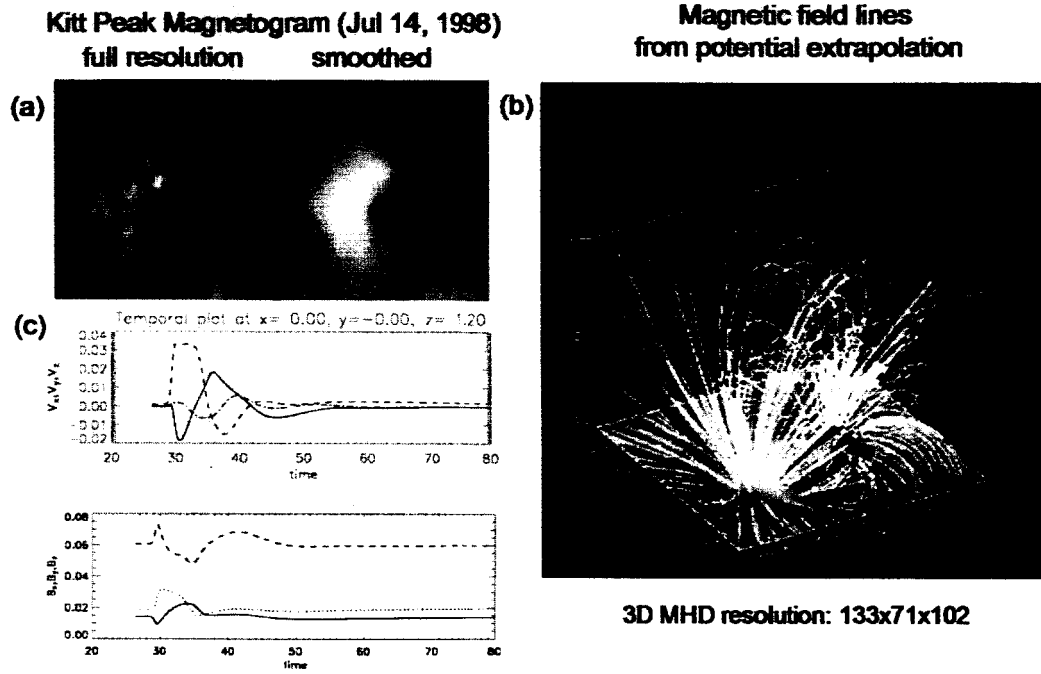 Kitt Peak Magnetogram (Jul 14, 1998)
full resolution smoothed
(a)
Magnetic field lines
from potential extrapolation
(b)
(c)
Temporal plot at x= 0.00, y=-0.00, z= 1.20
0.04
0.03
0.02
0.01
0.00
-0.01
-0.02
Vx,Vy,Vz
20 30 40 50 60 70 80
time
0.08
0.06
0.04
0.02
0.00
20 30 40 50 60 70 80
time
3D MHD resolution: 133x71x102